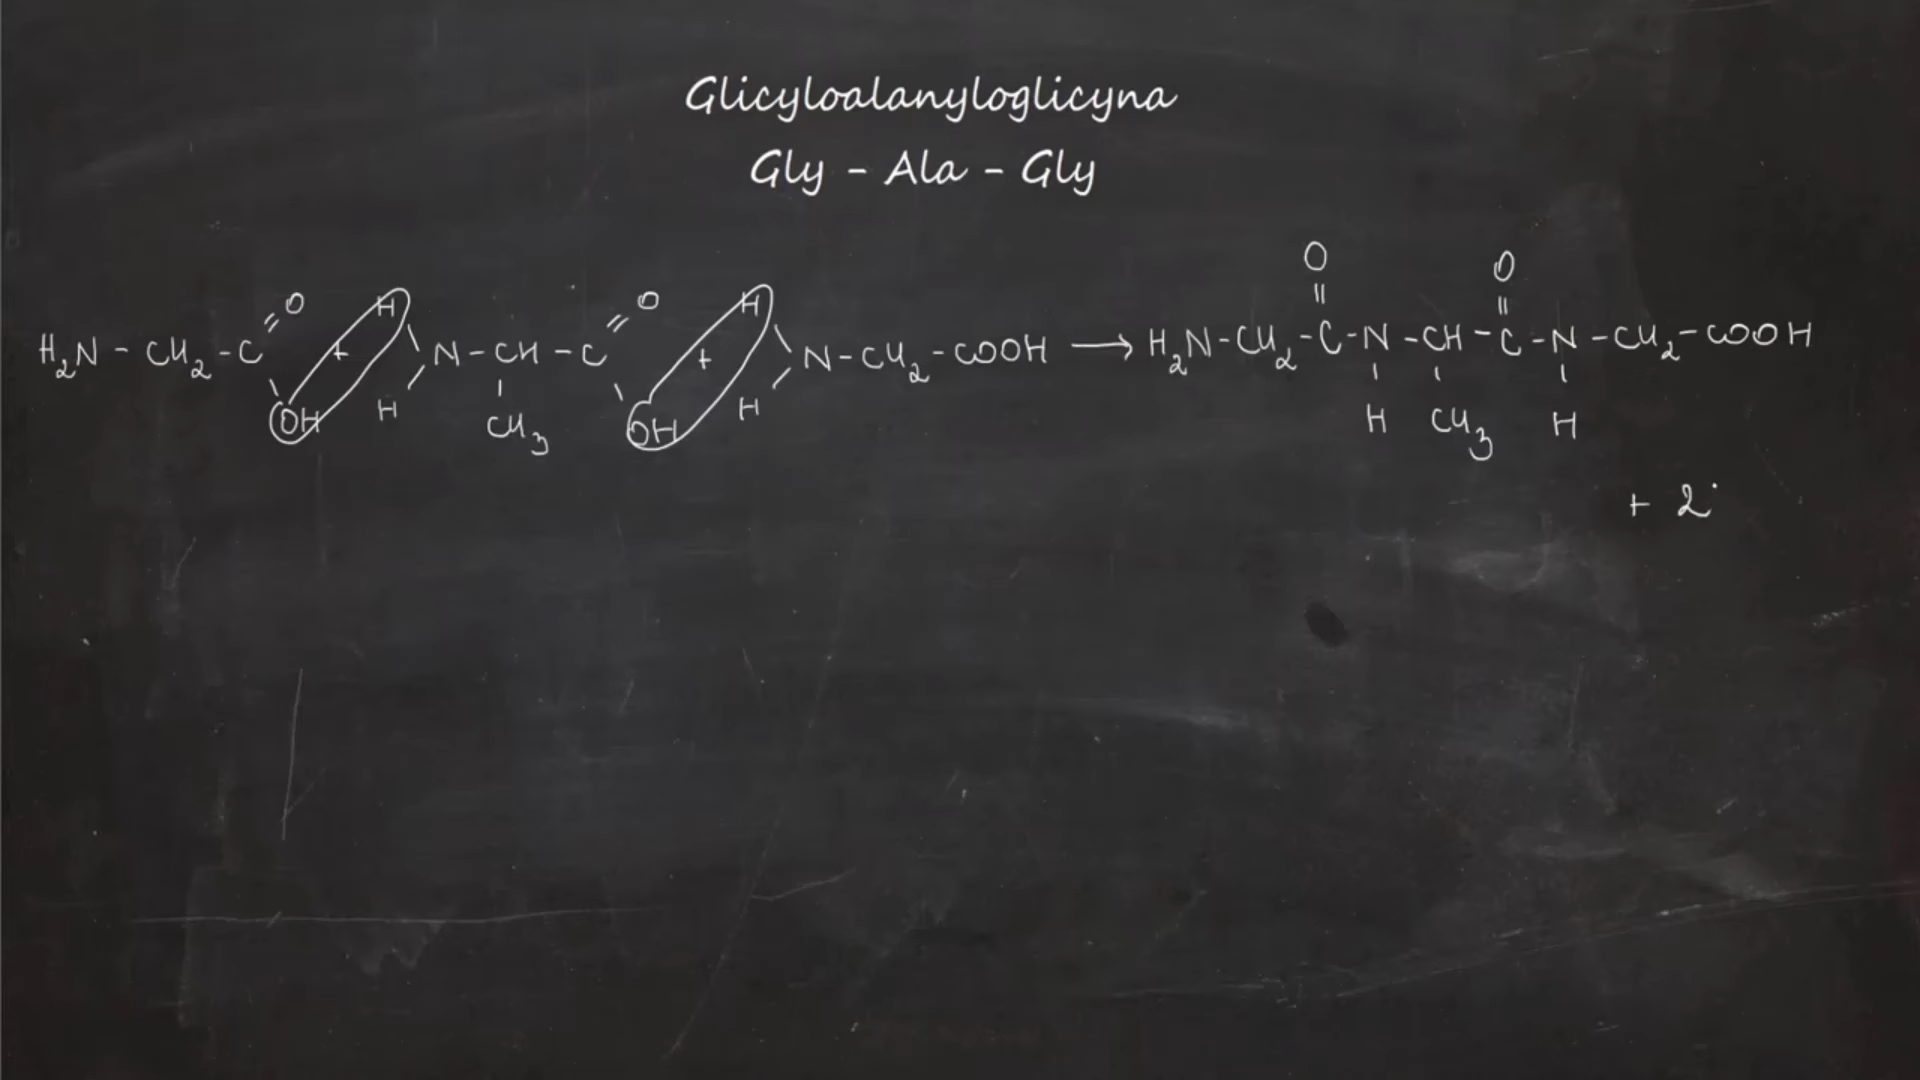 Glicyloalanyloglicyna
Gly - Ala - Gly
H₂N - CH₂ - C =O OH + H H N - CH - C =O OH + H H N - CH₂ - COOH → H₂N - CH₂ - C - N - CH - C - N - CH₂ - COOH
CH₃ O || H CH₃ O || H
+ 2